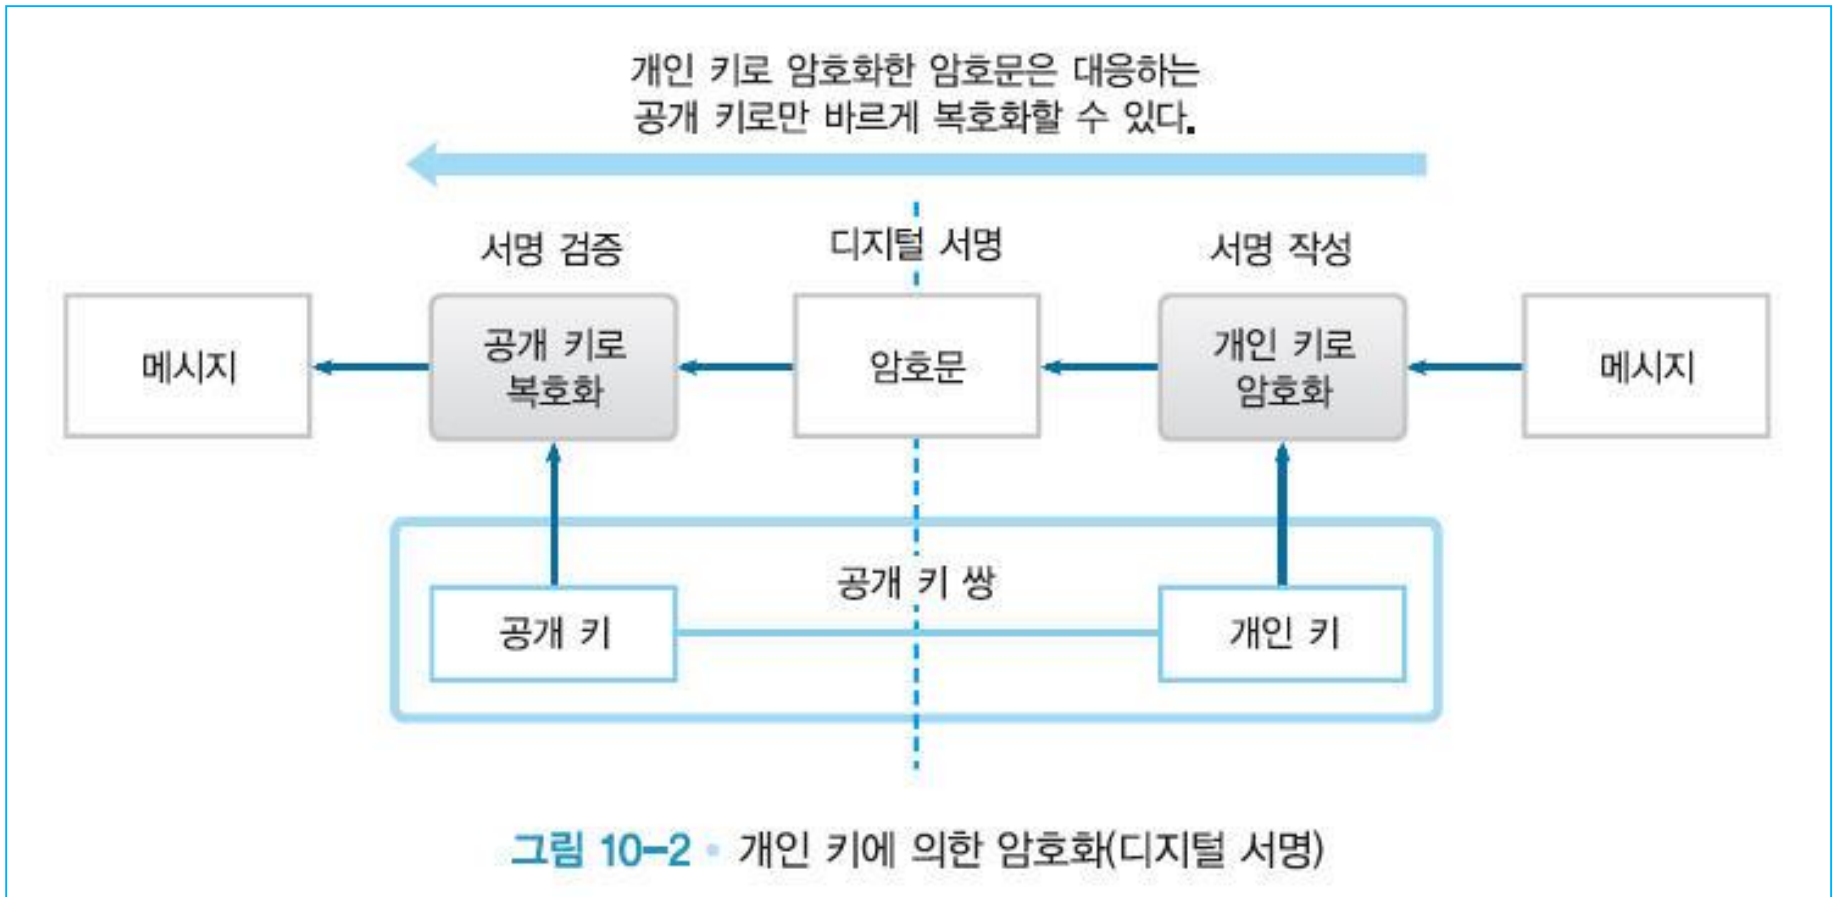 개인 키로 암호화한 암호문은 대응하는
공개 키로만 바르게 복호화할 수 있다.
서명 검증
디지털 서명
서명 작성
메시지
공개 키로
복호화
암호문
개인 키로
암호화
메시지
공개 키 쌍
공개 키
개인 키
그림 10-2 • 개인 키에 의한 암호화(디지털 서명)